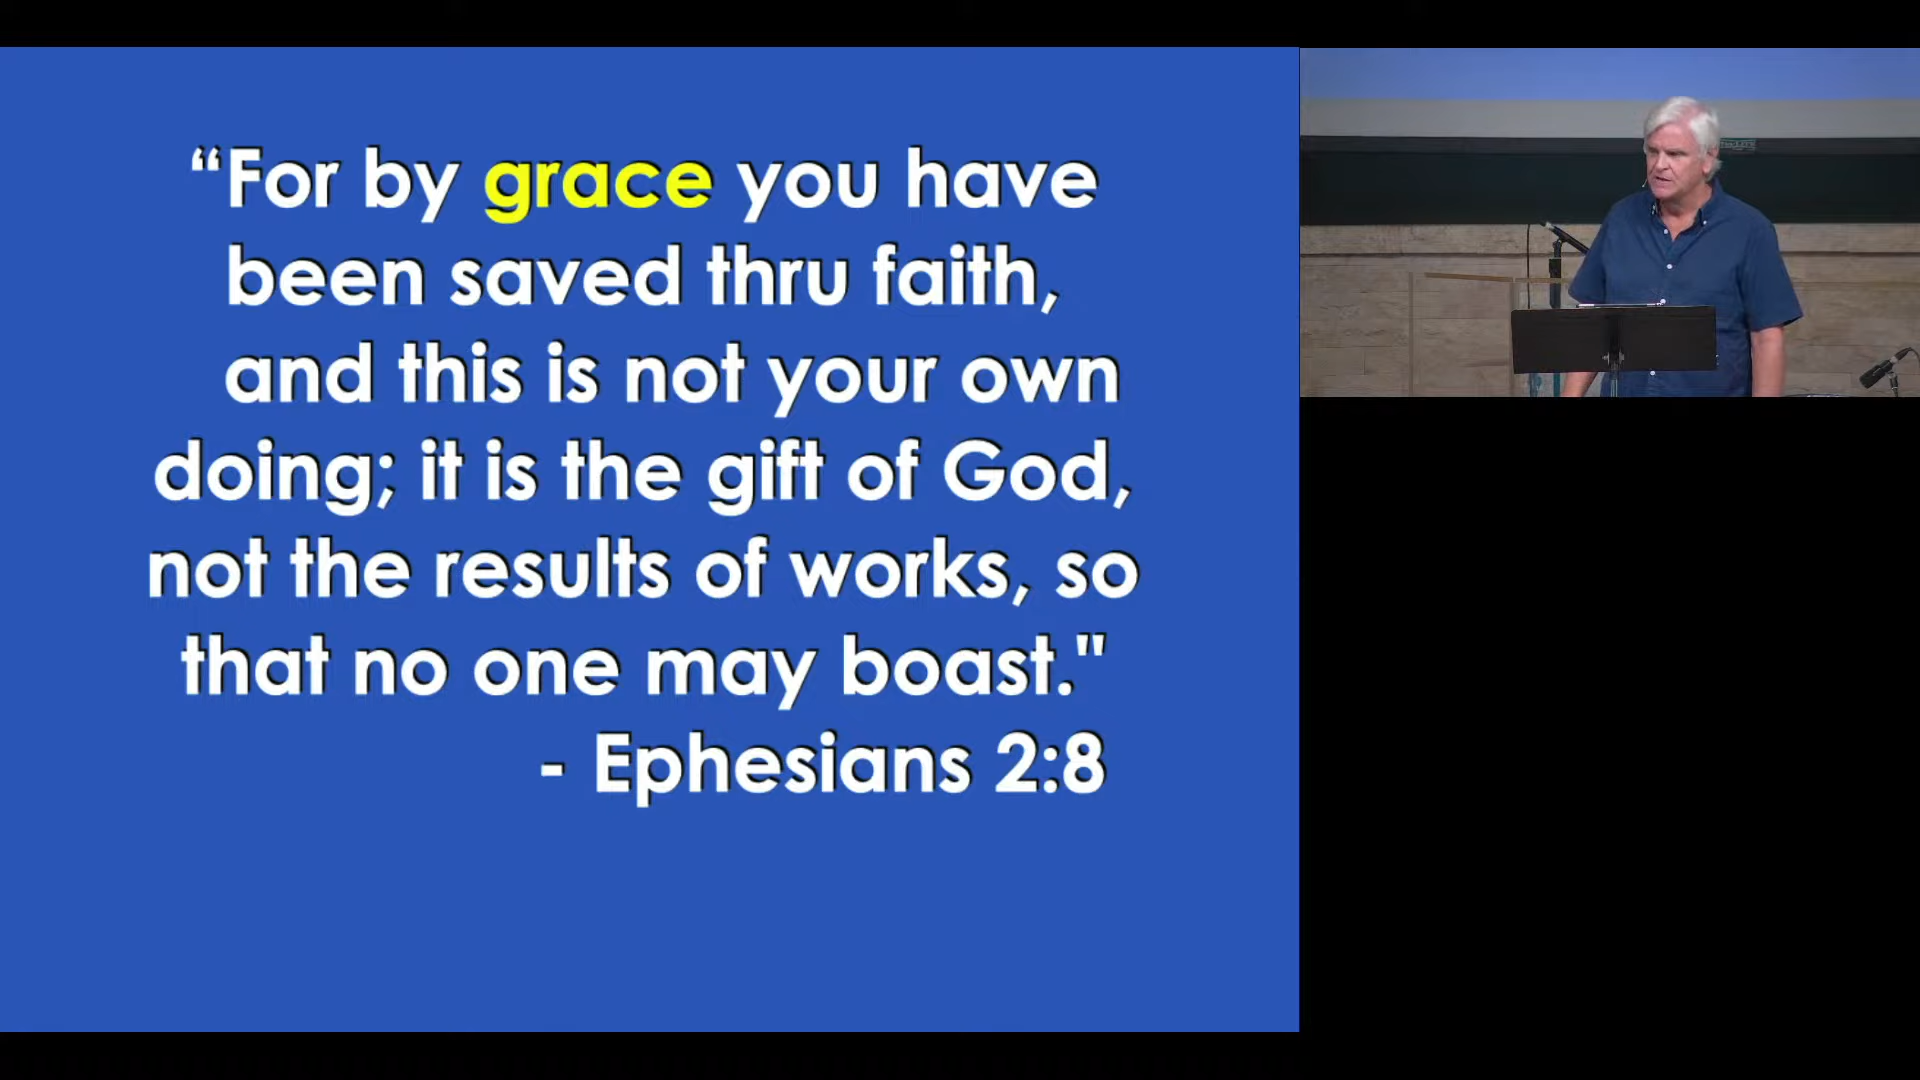 “For by grace you have
been saved thru faith,
and this is not your own
doing; it is the gift of God,
not the results of works, so
that no one may boast."
- Ephesians 2:8